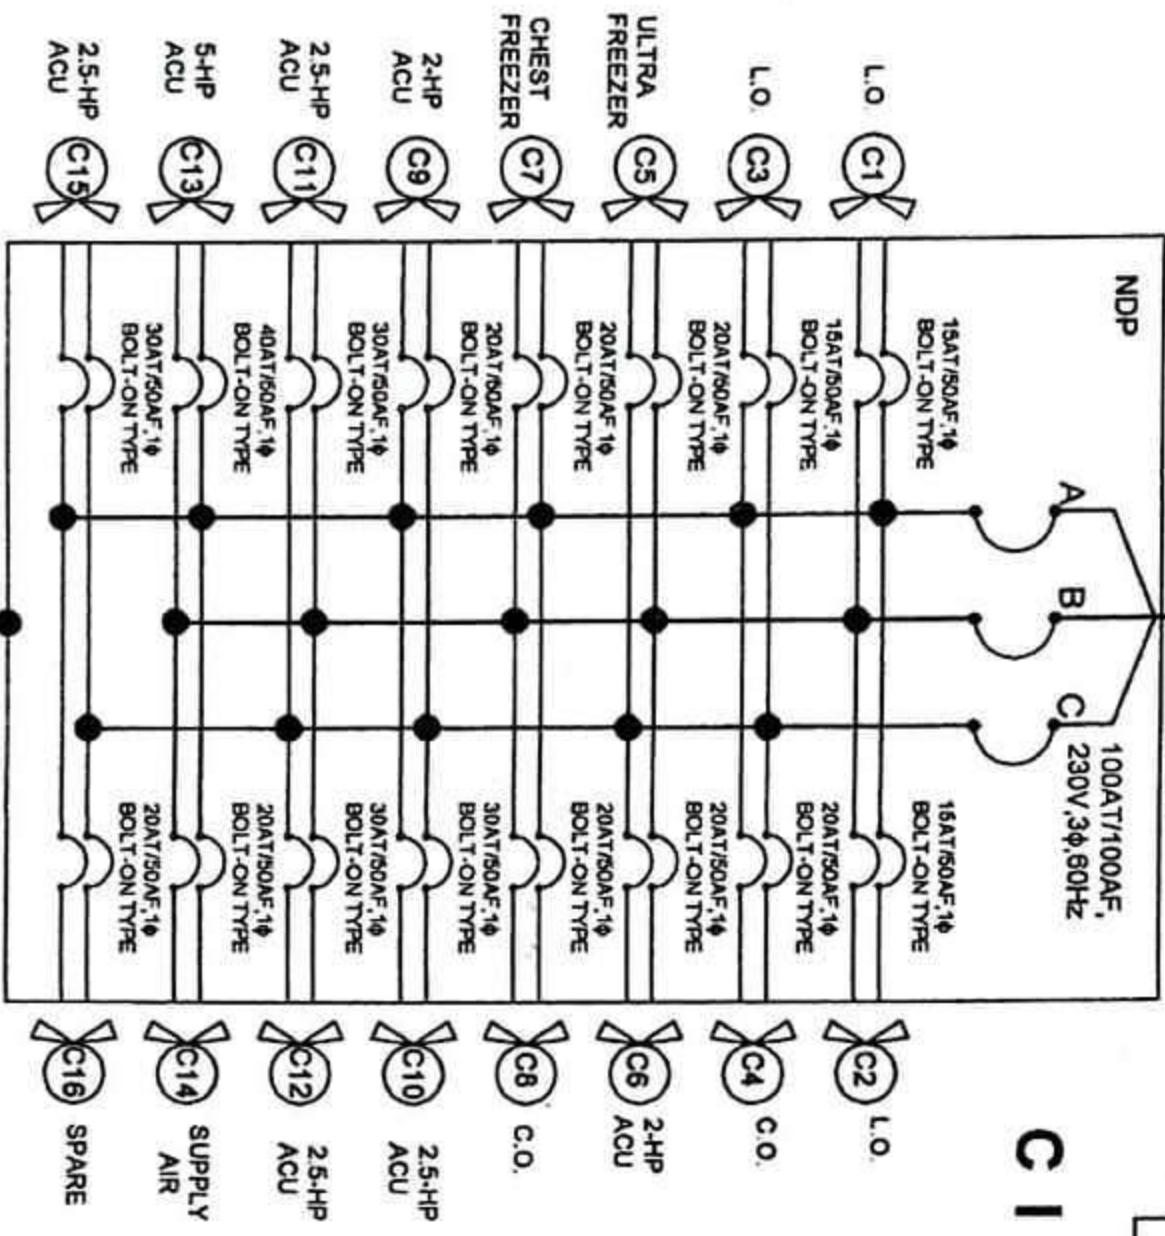 NDP
100AT/100AF,
230V,3ϕ,60Hz
A
B
C
C I
L.O.
C1
15AT/50AF,1ϕ
BOLT-ON TYPE
15AT/50AF,1ϕ
BOLT-ON TYPE
C2
L.O.
L.O.
C3
15AT/50AF,1ϕ
BOLT-ON TYPE
20AT/50AF,1ϕ
BOLT-ON TYPE
C4
C.O.
ULTRA
FREEZER
C5
20AT/50AF,1ϕ
BOLT-ON TYPE
20AT/50AF,1ϕ
BOLT-ON TYPE
C6
2-HP
ACU
CHEST
FREEZER
C7
20AT/50AF,1ϕ
BOLT-ON TYPE
20AT/50AF,1ϕ
BOLT-ON TYPE
C8
C.O.
2-HP
ACU
C9
20AT/50AF,1ϕ
BOLT-ON TYPE
30AT/50AF,1ϕ
BOLT-ON TYPE
C10
2.5-HP
ACU
2.5-HP
ACU
C11
30AT/50AF,1ϕ
BOLT-ON TYPE
30AT/50AF,1ϕ
BOLT-ON TYPE
C12
2.5-HP
ACU
5-HP
ACU
C13
40AT/50AF,1ϕ
BOLT-ON TYPE
20AT/50AF,1ϕ
BOLT-ON TYPE
C14
SUPPLY
AIR
2.5-HP
ACU
C15
30AT/50AF,1ϕ
BOLT-ON TYPE
20AT/50AF,1ϕ
BOLT-ON TYPE
C16
SPARE